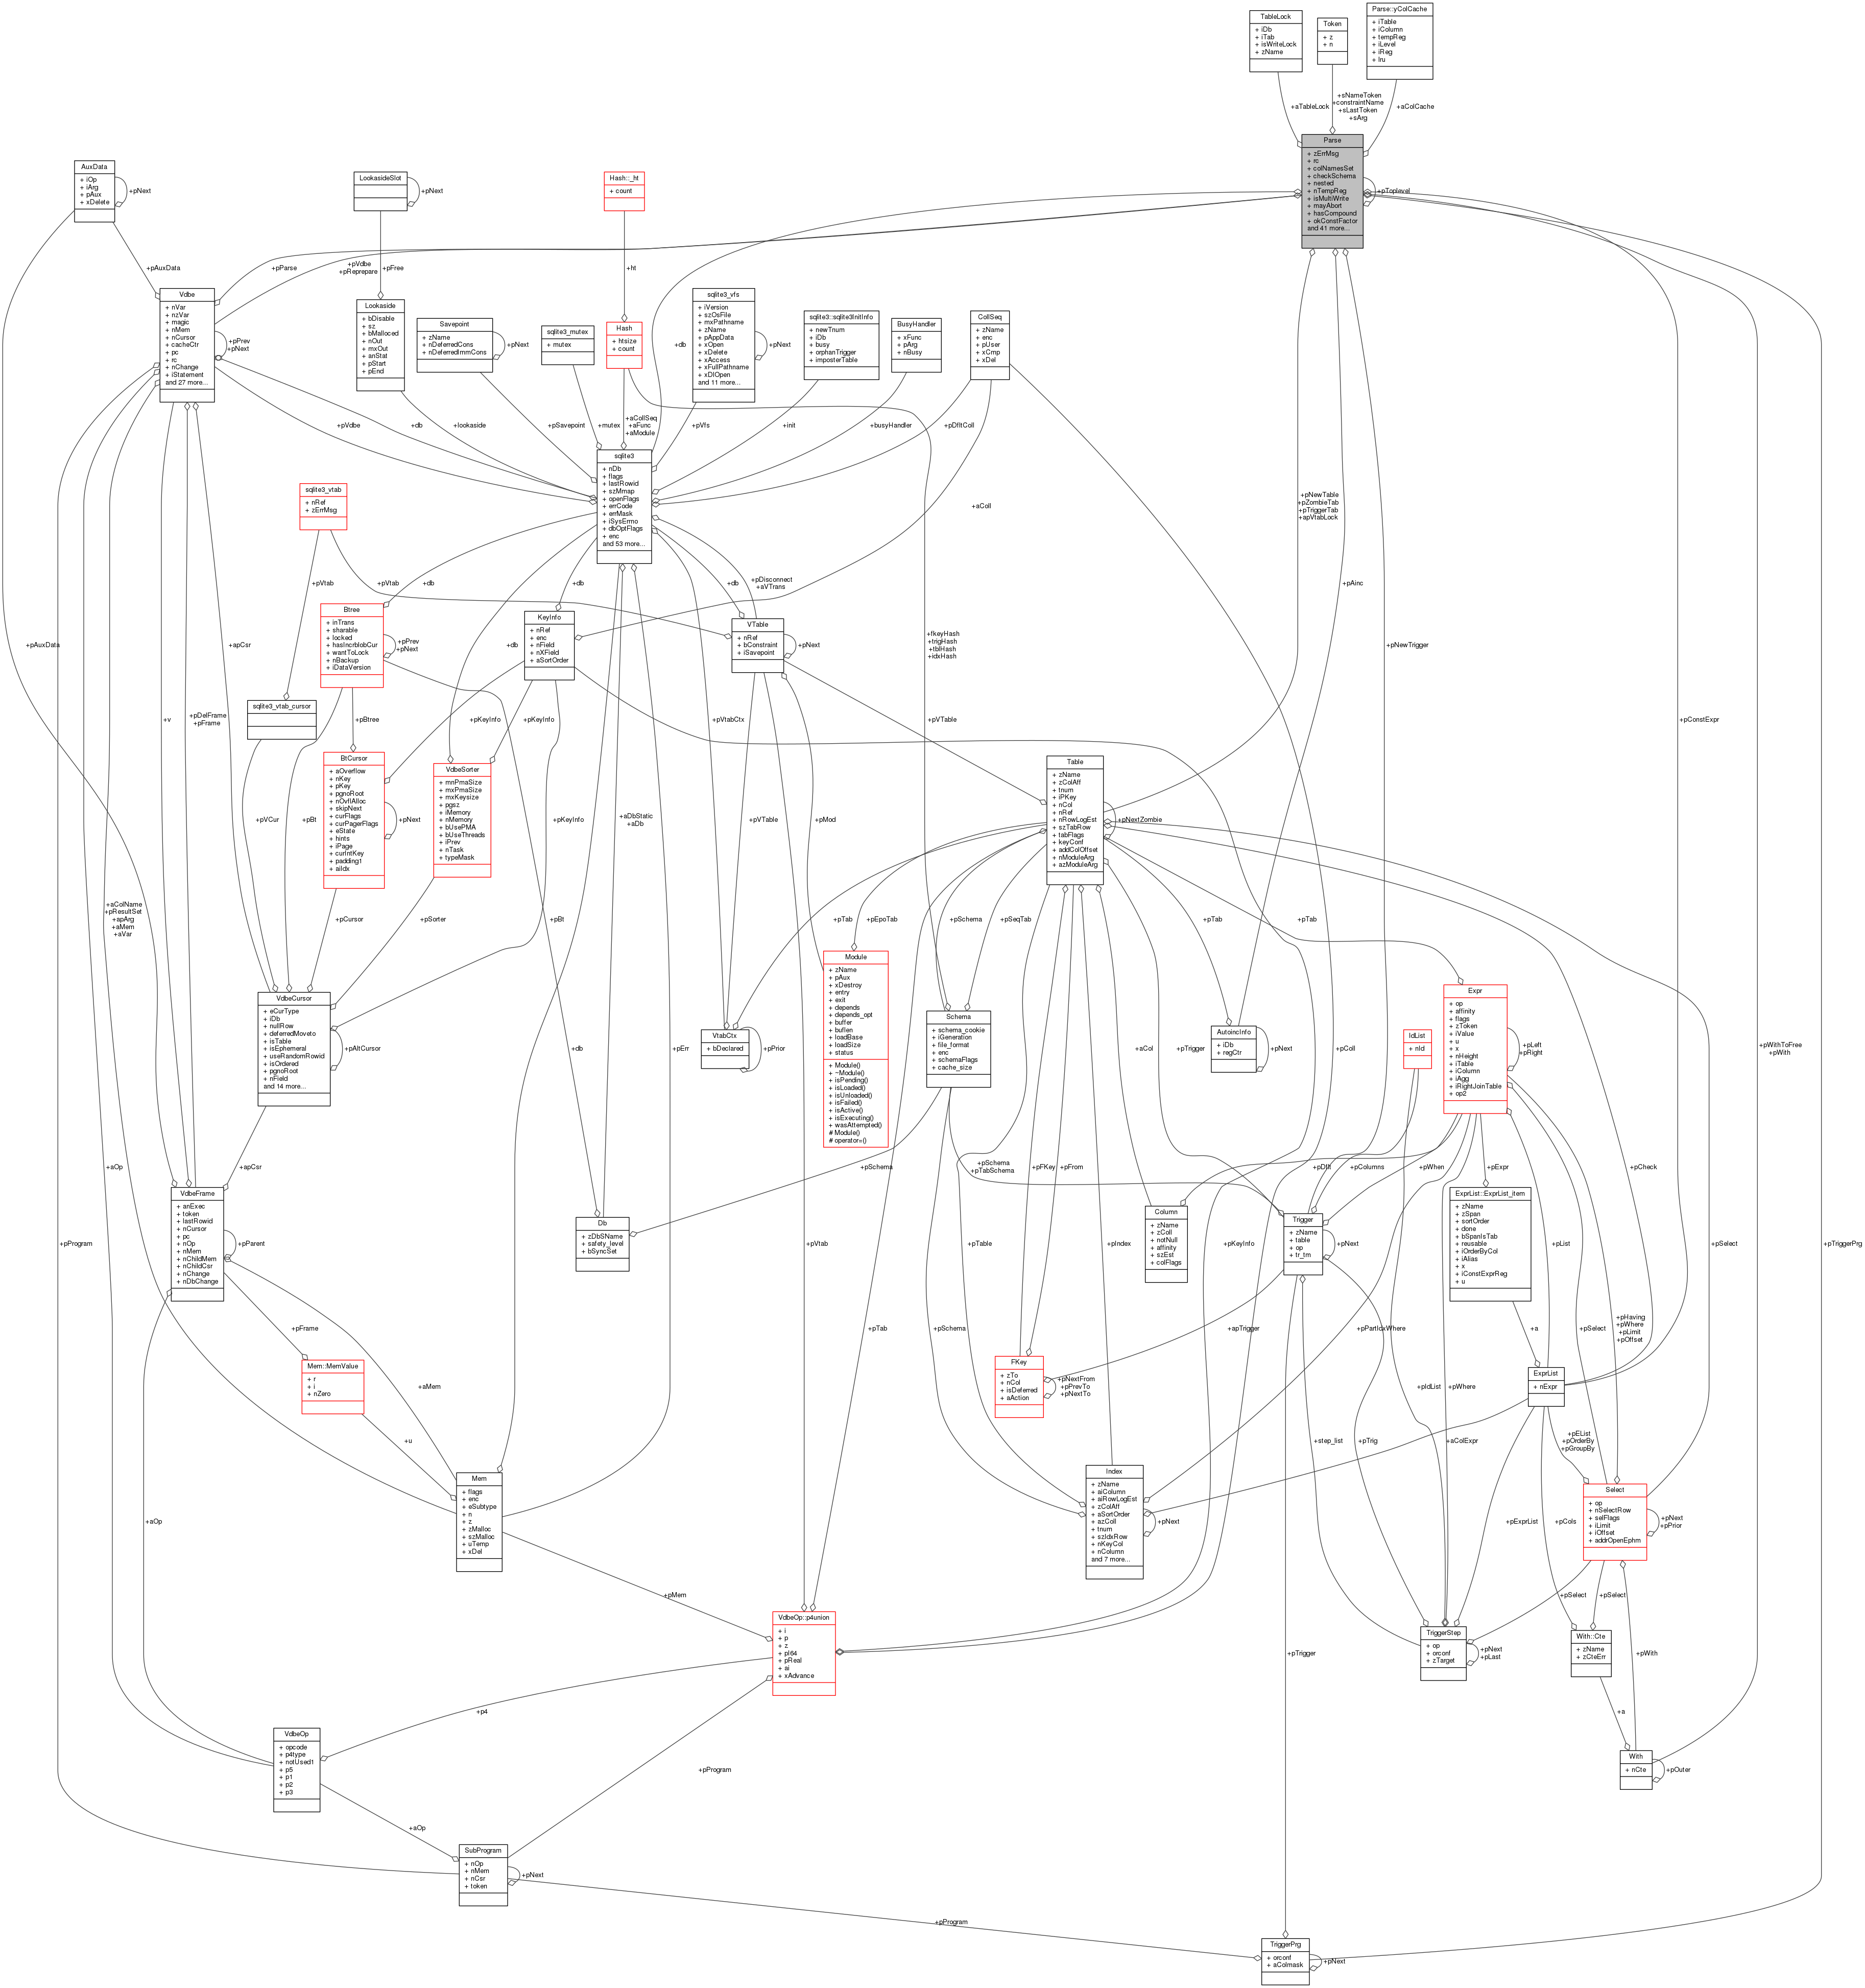 TableLock
+ iDb
+ iTab
+ isWriteLock
+ zName
Token
+ z
+ n
Parse::yColCache
+ iTable
+ iColumn
+ tempReg
+ iLevel
+ iReg
+ lru
+aTableLock
+sNameToken
+constraintName
+sLastToken
+sArg
+aColCache
Parse
+ zErrMsg
+ rc
+ colNamesSet
+ checkSchema
+ nested
+ nTempReg
+ isMultiWrite
+ mayAbort
+ hasCompound
+ okConstFactor
and 41 more...
+pToplevel
AuxData
+ iOp
+ iArg
+ pAux
+ xDelete
+pNext
LookasideSlot
+pNext
Hash::_ht
+ count
+pAuxData
+pParse
+pVdbe
+pReprepare
+pFree
+ht
Vdbe
+ nVar
+ nzVar
+ magic
+ nMem
+ nCursor
+ cacheCtr
+ pc
+ rc
+ nChange
+ iStatement
and 27 more...
+pPrev
+pNext
Lookaside
+ bDisable
+ sz
+ bMalloced
+ nOut
+ mxOut
+ anStat
+ pStart
+ pEnd
Savepoint
+ zName
+ nDeferredCons
+ nDeferredImmCons
+pNext
sqlite3_mutex
+ mutex
Hash
+ htsize
+ count
+db
sqlite3_vfs
+ iVersion
+ szOsFile
+ mxPathname
+ zName
+ pAppData
+ xOpen
+ xDelete
+ xAccess
+ xFullPathname
+ xDlOpen
and 11 more...
+pNext
sqlite3::sqlite3InitInfo
+ newTnum
+ iDb
+ busy
+ orphanTrigger
+ imposterTable
BusyHandler
+ xFunc
+ pArg
+ nBusy
CollSeq
+ zName
+ enc
+ pUser
+ xCmp
+ xDel
+pVdbe
+db
+lookaside
+pSavepoint
+mutex
+aCollSeq
+aFunc
+aModule
+pVfs
+init
+busyHandler
+pDfltColl
sqlite3
+ nDb
+ flags
+ lastRowid
+ szMmap
+ openFlags
+ errCode
+ errMask
+ iSysErrno
+ dbOptFlags
+ enc
and 53 more...
sqlite3_vtab
+ nRef
+ zErrMsg
+aColl
+pNewTable
+pZombieTab
+pTriggerTab
+apVtabLock
+pVtab
+pVtab
+db
+db
+db
+pDisconnect
+aVTrans
+pAinc
Btree
+ inTrans
+ sharable
+ locked
+ hasIncrblobCur
+ wantToLock
+ nBackup
+ iDataVersion
+pPrev
+pNext
KeyInfo
+ nRef
+ enc
+ nField
+ nXField
+ aSortOrder
VTable
+ nRef
+ bConstraint
+ iSavepoint
+pNext
+fkeyHash
+trigHash
+tblHash
+idxHash
+pAuxData
+apCsr
+db
+pNewTrigger
sqlite3_vtab_cursor
+v
+pDelFrame
+pFrame
+pBtree
+pKeyInfo
+pKeyInfo
+pVtabCtx
+pVTable
+pConstExpr
BtCursor
+ aOverflow
+ nKey
+ pKey
+ pgnoRoot
+ nOvflAlloc
+ skipNext
+ curFlags
+ curPagerFlags
+ eState
+ hints
+ iPage
+ curIntKey
+ padding1
+ aiIdx
+pNext
VdbeSorter
+ mnPmaSize
+ mxPmaSize
+ mxKeysize
+ pgsz
+ iMemory
+ nMemory
+ bUsePMA
+ bUseThreads
+ iPrev
+ nTask
+ typeMask
Table
+ zName
+ zColAff
+ tnum
+ iPKey
+ nCol
+ nRef
+ nRowLogEst
+ szTabRow
+ tabFlags
+ keyConf
+ addColOffset
+ nModuleArg
+ azModuleArg
+pNextZombie
+pVCur
+pBt
+pKeyInfo
+aDbStatic
+aDb
+pVTable
+pMod
+aColName
+pResultSet
+apArg
+aMem
+aVar
+pCursor
+pSorter
+pBt
+pTab
+pEpoTab
+pSchema
+pSeqTab
+pTab
+pTab
Module
+ zName
+ pAux
+ xDestroy
+ entry
+ exit
+ depends
+ depends_opt
+ buffer
+ buflen
+ loadBase
+ loadSize
+ status
+ Module()
+ ~Module()
+ isPending()
+ isLoaded()
+ isUnloaded()
+ isFailed()
+ isActive()
+ isExecuting()
+ wasAttempted()
# Module()
# operator=()
VdbeCursor
+ eCurType
+ iDb
+ nullRow
+ deferredMoveto
+ isTable
+ isEphemeral
+ useRandomRowid
+ isOrdered
+ pgnoRoot
+ nField
and 14 more...
+pAltCursor
+db
+pErr
VtabCtx
+ bDeclared
+pPrior
Schema
+ schema_cookie
+ iGeneration
+ file_format
+ enc
+ schemaFlags
+ cache_size
+aCol
+pTrigger
AutoincInfo
+ iDb
+ regCtr
+pNext
+pColl
IdList
+ nId
Expr
+ op
+ affinity
+ flags
+ zToken
+ iValue
+ u
+ x
+ nHeight
+ iTable
+ iColumn
+ iAgg
+ iRightJoinTable
+ op2
+pLeft
+pRight
+pWithToFree
+pWith
+aOp
+apCsr
+pSchema
+pSchema
+pTabSchema
+pFKey
+pFrom
+pDflt
+pColumns
+pWhen
+pExpr
+pCheck
VdbeFrame
+ anExec
+ token
+ lastRowid
+ nCursor
+ pc
+ nOp
+ nMem
+ nChildMem
+ nChildCsr
+ nChange
+ nDbChange
+pParent
Db
+ zDbSName
+ safety_level
+ bSyncSet
Column
+ zName
+ zColl
+ notNull
+ affinity
+ szEst
+ colFlags
Trigger
+ zName
+ table
+ op
+ tr_tm
+pNext
ExprList::ExprList_item
+ zName
+ zSpan
+ sortOrder
+ done
+ bSpanIsTab
+ reusable
+ iOrderByCol
+ iAlias
+ x
+ iConstExprReg
+ u
+pProgram
+pVtab
+pTable
+pIndex
+pKeyInfo
+pList
+pSelect
+pTriggerPrg
+pFrame
+pTab
+pSchema
+apTrigger
+pPartIdxWhere
+a
+pSelect
+pHaving
+pWhere
+pLimit
+pOffset
Mem::MemValue
+ r
+ i
+ nZero
+aMem
FKey
+ zTo
+ nCol
+ isDeferred
+ aAction
+pNextFrom
+pPrevTo
+pNextTo
+pIdList
+pWhere
ExprList
+ nExpr
+u
+step_list
+pTrig
+aColExpr
+pEList
+pOrderBy
+pGroupBy
Mem
+ flags
+ enc
+ eSubtype
+ n
+ z
+ zMalloc
+ szMalloc
+ uTemp
+ xDel
Index
+ zName
+ aiColumn
+ aiRowLogEst
+ zColAff
+ aSortOrder
+ azColl
+ tnum
+ szIdxRow
+ nKeyCol
+ nColumn
and 7 more...
+pNext
Select
+ op
+ nSelectRow
+ selFlags
+ iLimit
+ iOffset
+ addrOpenEphm
+pNext
+pPrior
+aOp
+pExprList
+pCols
+pMem
+pSelect
+pSelect
VdbeOp::p4union
+ i
+ p
+ z
+ pI64
+ pReal
+ ai
+ xAdvance
TriggerStep
+ op
+ orconf
+ zTarget
+pNext
+pLast
With::Cte
+ zName
+ zCteErr
+pWith
+pTrigger
+p4
+a
VdbeOp
+ opcode
+ p4type
+ notUsed1
+ p5
+ p1
+ p2
+ p3
+pProgram
With
+ nCte
+pOuter
+aOp
SubProgram
+ nOp
+ nMem
+ nCsr
+ token
+pNext
+pProgram
TriggerPrg
+ orconf
+ aColmask
+pNext